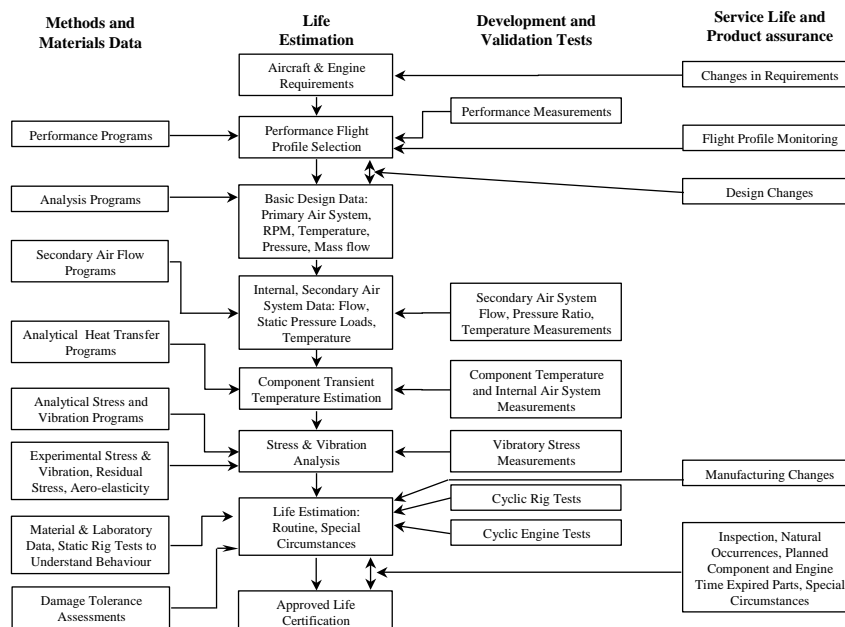 Methods and
Materials Data
Life
Estimation
Development and
Validation Tests
Service Life and
Product assurance
Aircraft & Engine
Requirements
Changes in Requirements
Performance Measurements
Performance Programs
Performance Flight
Profile Selection
Flight Profile Monitoring
Analysis Programs
Basic Design Data:
Primary Air System,
RPM, Temperature,
Pressure, Mass flow
Design Changes
Secondary Air Flow
Programs
Internal, Secondary Air
System Data: Flow,
Static Pressure Loads,
Temperature
Secondary Air System
Flow, Pressure Ratio,
Temperature Measurements
Analytical Heat Transfer
Programs
Component Transient
Temperature Estimation
Component Temperature
and Internal Air System
Measurements
Analytical Stress and
Vibration Programs
Stress & Vibration
Analysis
Vibratory Stress
Measurements
Experimental Stress &
Vibration, Residual
Stress, Aero-elasticity
Manufacturing Changes
Cyclic Rig Tests
Life Estimation:
Routine, Special
Circumstances
Cyclic Engine Tests
Material & Laboratory
Data, Static Rig Tests to
Understand Behaviour
Inspection, Natural
Occurrences, Planned
Component and Engine
Time Expired Parts, Special
Circumstances
Damage Tolerance
Assessments
Approved Life
Certification